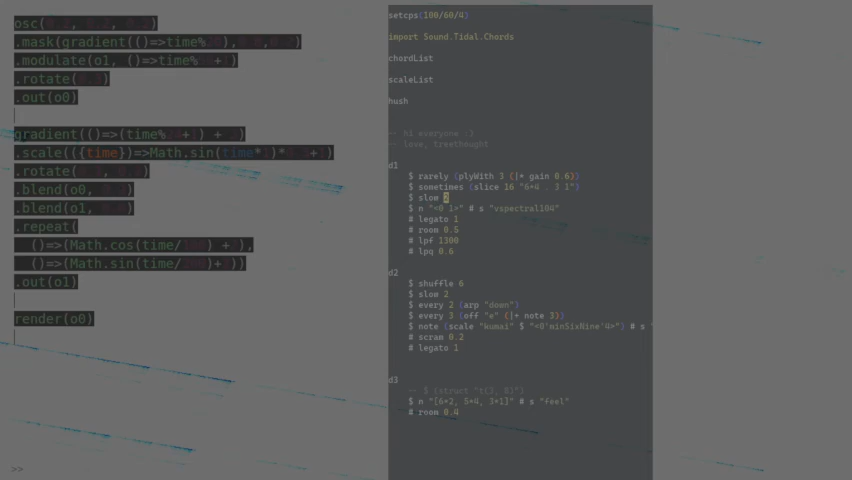 osc(
.mask(gradient(()=>time%
.modulate(o1, ()=>time% +1)
.rotate(
.out(o0)
gradient(()=>(time% +1) +
.scale(({time})=>Math.sin(time* )*
.rotate(
.blend(o0,
.blend(o1,
.repeat(
()=>(Math.cos(time/ ) + ),
()=>(Math.sin(time/ )+ ))
.out(o1)
render(o0)
>>
setcps(100/60/4)
import Sound.Tidal.Chords
chordList
scaleList
hush
-- hi everyone :)
-- love, treethought
d1
$ rarely (plyWith 3 (|* gain 0.6))
$ sometimes (slice 16 "6*4 . 3 1")
$ slow 2
$ n "<0 1>" # s "vspectral104"
# legato 1
# room 0.5
# lpf 1300
# lpq 0.6
d2
$ shuffle 6
$ slow 2
$ every 2 (arp "down")
$ every 3 (off "e" (|+ note 3))
$ note (scale "kumai" $ "<0'minSixNine'4>") # s "
# scram 0.2
# legato 1
d3
-- $ (struct "t(3, 8)")
$ n "[6*2, 5*4, 3*1]" # s "feel"
# room 0.4